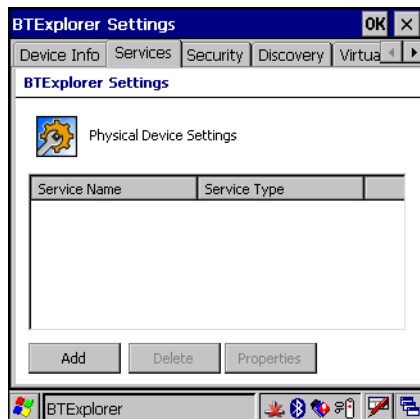 BTExplorer Settings OK ×
Device Info Services Security Discovery Virtua
BTExplorer Settings
Physical Device Settings
Service Name Service Type
Add Delete Properties
BTExplorer